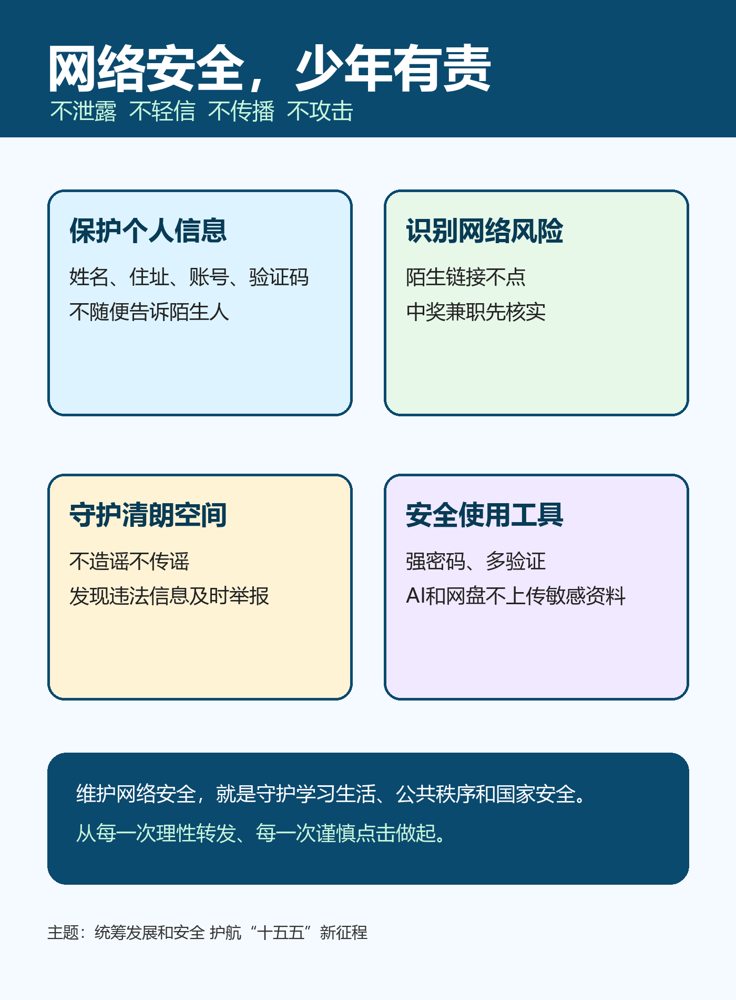 网络安全，少年有责
不泄露 不轻信 不传播 不攻击
保护个人信息
姓名、住址、账号、验证码
不随便告诉陌生人
识别网络风险
陌生链接不点
中奖兼职先核实
守护清朗空间
不造谣不传谣
发现违法信息及时举报
安全使用工具
强密码、多验证
AI和网盘不上传敏感资料
维护网络安全，就是守护学习生活、公共秩序和国家安全。
从每一次理性转发、每一次谨慎点击做起。
主题：统筹发展和安全 护航“十五五”新征程